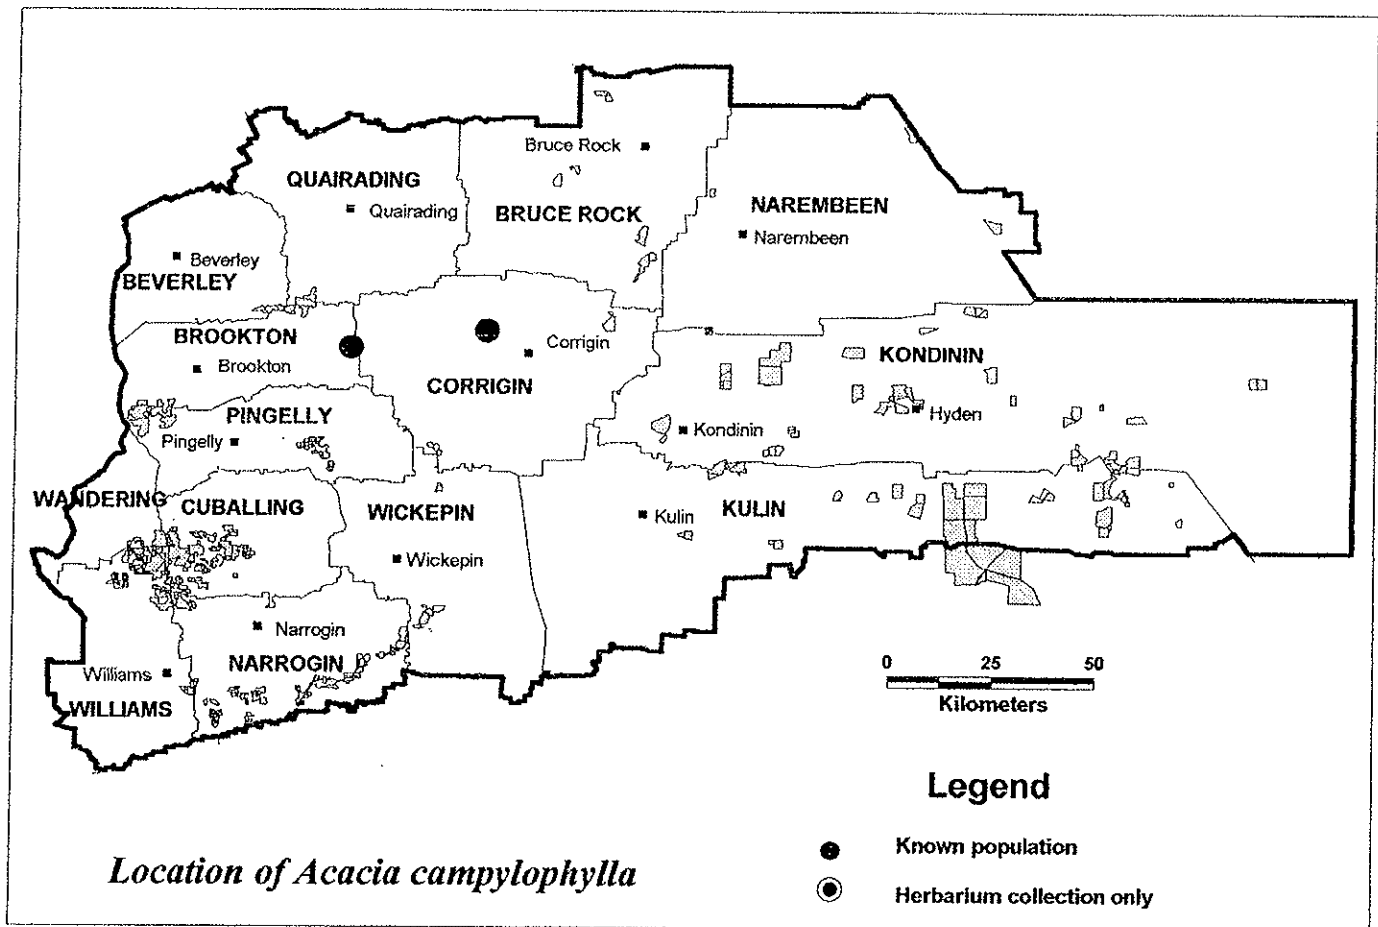 Bruce Rock
QUAIRADING
Quairading
BRUCE ROCK
NAREMBEEN
Narembeen
Beverley
BEVERLEY
BROOKTON
Brookton
Corrigin
CORRIGIN
KONDININ
Hyden
Kondinin
PINGELLY
Pingelly
WANDERING
CUBALLING
WICKEPIN
Wickepin
Kulin
KULIN
Narrogin
NARROGIN
Williams
WILLIAMS
0 25 50
Kilometers
Legend
Known population
Herbarium collection only
Location of Acacia campylophylla